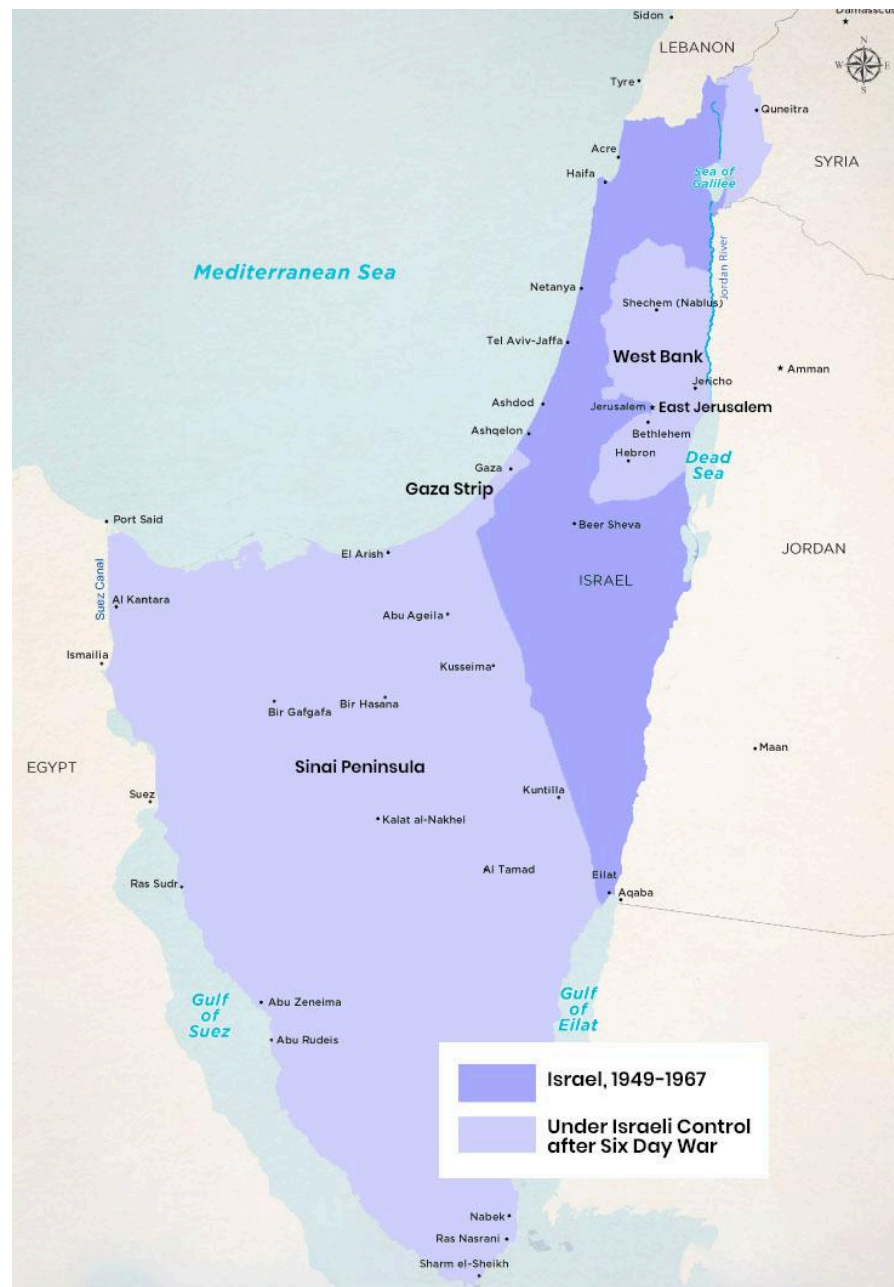 Damascus
Sidon
LEBANON
N
W E
S
Tyre
Quneitra
Acre
SYRIA
Haifa
Sea of
Galilee
Jordan River
Mediterranean Sea
Netanya
Shechem (Nablus)
Tel Aviv-Jaffa
West Bank
Amman
Jericho
Ashdod
Jerusalem
East Jerusalem
Ashqelon
Bethlehem
Hebron
Dead
Sea
Gaza
Gaza Strip
Port Said
Beer Sheva
El Arish
JORDAN
ISRAEL
Suez Canal
Al Kantara
Abu Ageila
Ismailia
Kusseima
Bir Gafgafa
Bir Hasana
Maan
EGYPT
Sinai Peninsula
Suez
Kuntilla
Kalat al-Nakhel
Al Tamad
Eilat
Ras Sudr
Aqaba
Gulf
of
Suez
Abu Zeneima
Gulf
of
Eilat
Abu Rudeis
Israel, 1949-1967
Under Israeli Control
after Six Day War
Nabek
Ras Nasrani
Sharm el-Sheikh